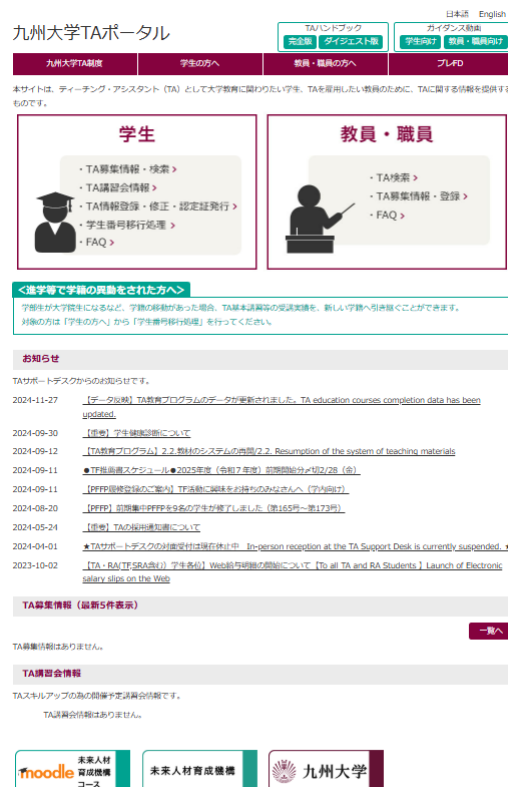 日本語 English
九州大学TAポータル
TAハンドブック
完全版 ダイジェスト版
ガイダンス動画
学生向け 教員・職員向け
九州大学TA制度 学生の方へ 教員・職員の方へ プレFD
本サイトは、ティーチング・アシスタント（TA）として大学教育に関わりたい学生、TAを雇用したい教員のために、TAに関する情報を提供する
ものです。
学生
・TA募集情報・検索
・TA講習会情報
・TA情報登録・修正・認定証発行
・学生番号移行処理
・FAQ
教員・職員
・TA検索
・TA募集情報・登録
・FAQ
＜進学等で学籍の異動をされた方へ＞
学部生が大学院生になるなど、学籍の移動があった場合、TA基本講習等の受講実績を、新しい学籍へ引き継ぐことができます。
対象の方は「学生の方へ」から「学生番号移行処理」を行ってください。
お知らせ
TAサポートデスクからのお知らせです。
2024-11-27 【データ反映】TA教育プログラムのデータが更新されました。TA education courses completion data has been
updated.
2024-09-30 【重要】学生健康診断について
2024-09-12 【TA教育プログラム】2.2.教材のシステムの再開/2.2. Resumption of the system of teaching materials
2024-09-11 ●TF推薦書スケジュール●2025年度（令和７年度）前期開始分〆切2/28（金）
2024-09-11 【PFFP履修登録のご案内】TF活動に興味をお持ちのみなさんへ（学内向け）
2024-08-20 【PFFP】前期集中PFFPを9名の学生が修了しました（第165号～第173号）
2024-05-24 【重要】TAの採用通知書について
2024-04-01 ★TAサポートデスクの対面受付は現在休止中 In-person reception at the TA Support Desk is currently suspended.
2023-10-02 【TA・RA(TF,SRA含む）学生各位】Web給与明細の開始について【To all TA and RA Students 】Launch of Electronic
salary slips on the Web
TA募集情報（最新5件表示）
一覧へ
TA募集情報はありません。
TA講習会情報
TAスキルアップの為の開催予定講習会情報です。
TA講習会情報はありません。
moodle 未来人材
育成機構
コース
未来人材育成機構
九州大学